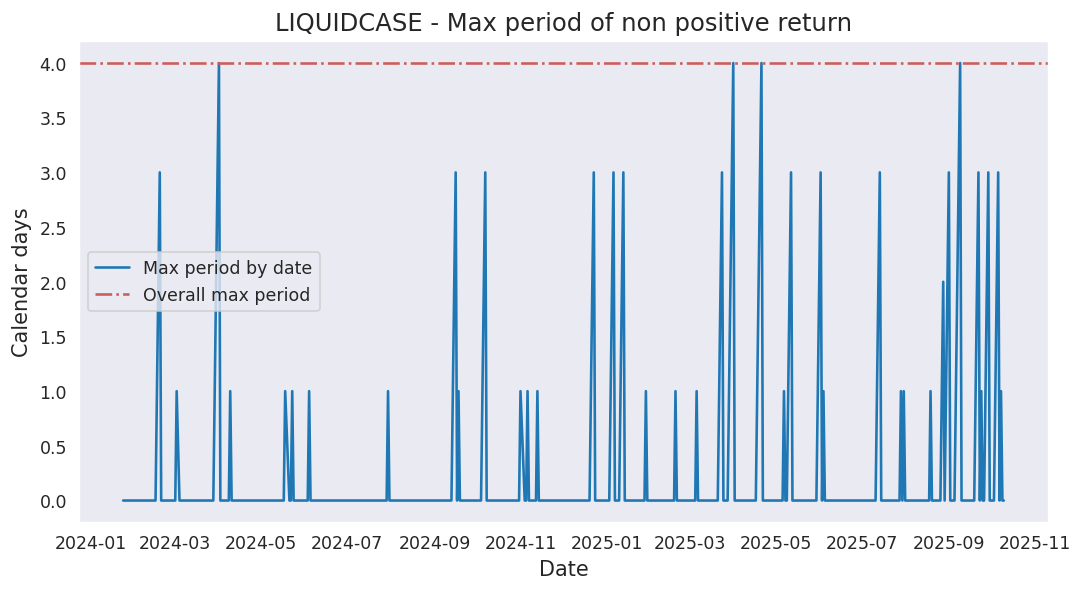 LIQUIDCASE - Max period of non positive return
4.0
3.5
3.0
2.5
2.0
1.5
1.0
0.5
0.0
Calendar days
Max period by date
Overall max period
2024-01 2024-03 2024-05 2024-07 2024-09 2024-11 2025-01 2025-03 2025-05 2025-07 2025-09 2025-11
Date